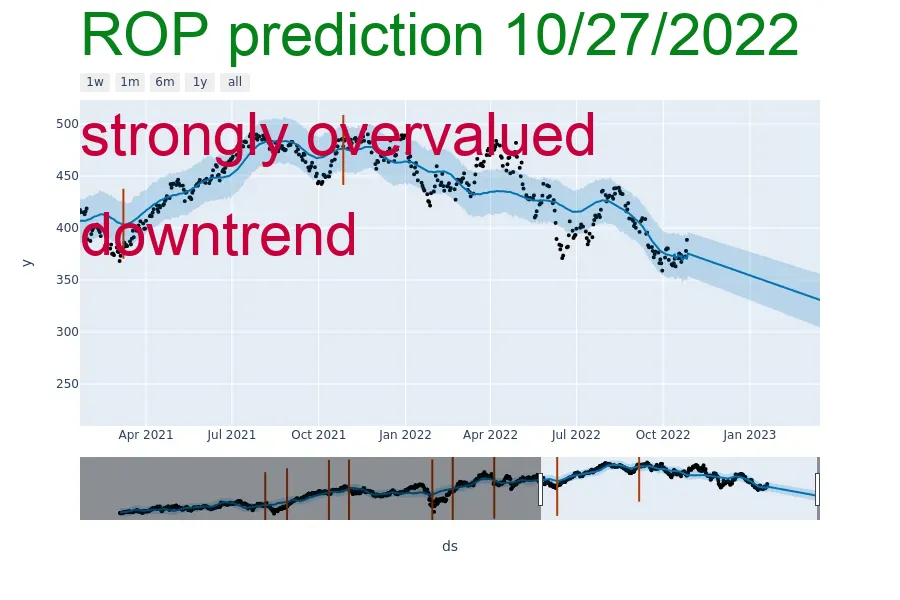 ROP prediction 10/27/2022
1w 1m 6m 1y all
strongly overvalued
downtrend
500
450
400
350
300
250
y
Apr 2021 Jul 2021 Oct 2021 Jan 2022 Apr 2022 Jul 2022 Oct 2022 Jan 2023
ds